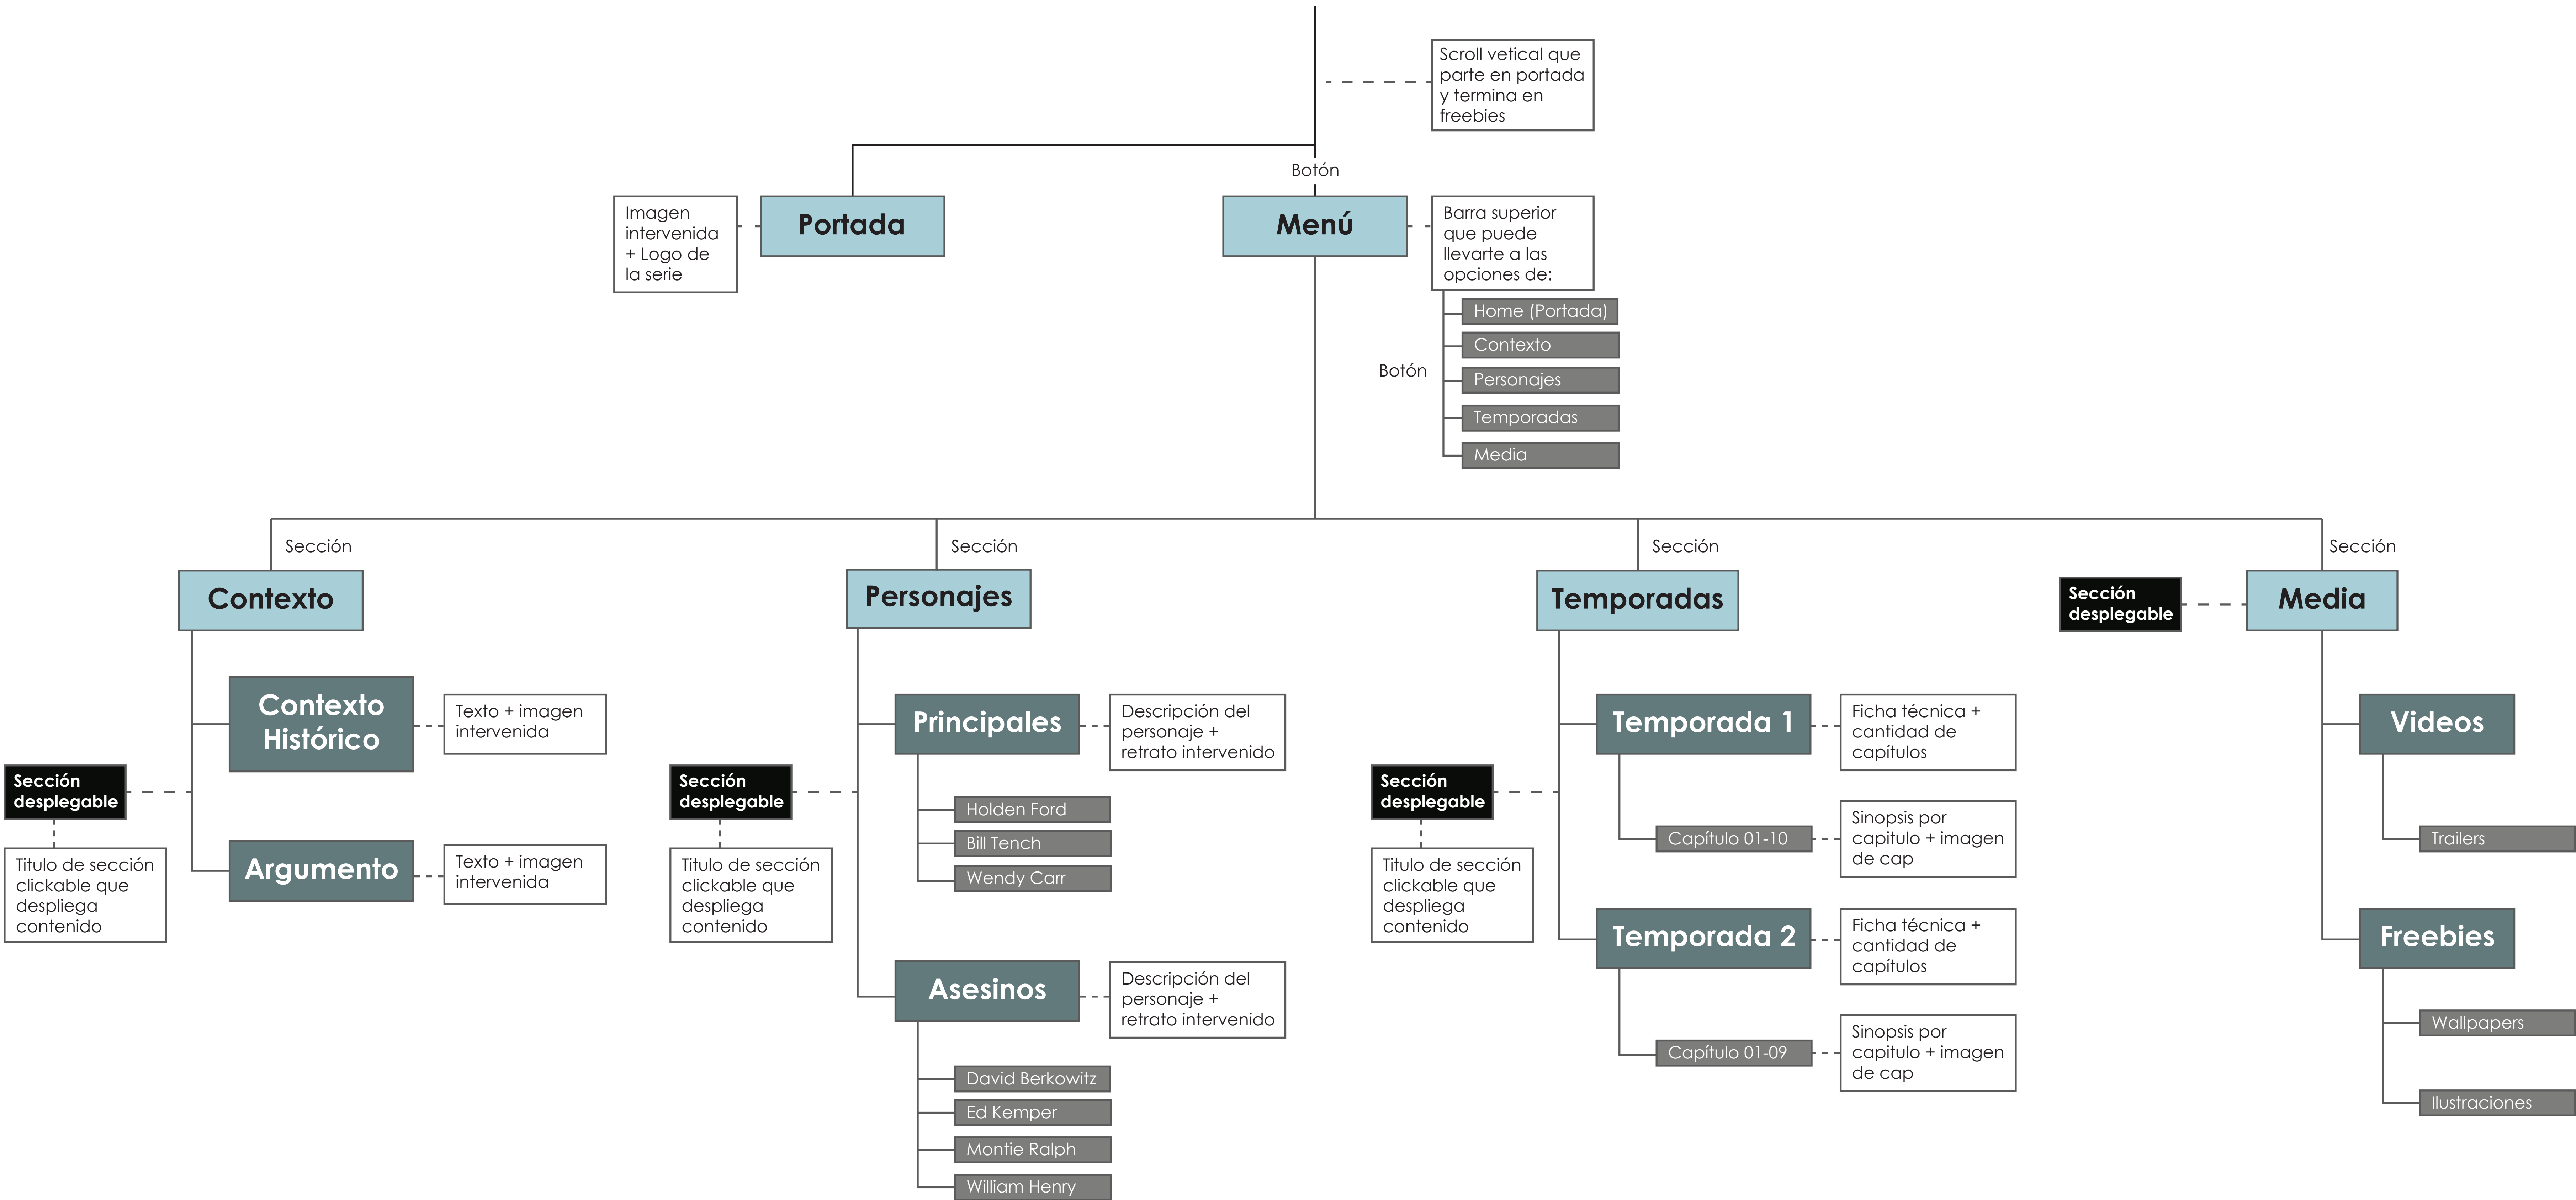 Scroll vetical que
parte en portada
y termina en
freebies
Botón
Imagen
intervenida
+ Logo de
la serie
Portada
Menú
Barra superior
que puede
llevarte a las
opciones de:
Home (Portada)
Contexto
Botón
Personajes
Temporadas
Media
Sección
Sección
Sección
Sección
Contexto
Contexto
Histórico
Texto + imagen
intervenida
Sección
desplegable
Titulo de sección
clickable que
despliega
contenido
Argumento
Texto + imagen
intervenida
Personajes
Principales
Descripción del
personaje +
retrato intervenido
Sección
desplegable
Titulo de sección
clickable que
despliega
contenido
Holden Ford
Bill Tench
Wendy Carr
Asesinos
Descripción del
personaje +
retrato intervenido
David Berkowitz
Ed Kemper
Montie Ralph
William Henry
Temporadas
Temporada 1
Ficha técnica +
cantidad de
capítulos
Sección
desplegable
Titulo de sección
clickable que
despliega
contenido
Capítulo 01-10
Sinopsis por
capitulo + imagen
de cap
Temporada 2
Ficha técnica +
cantidad de
capítulos
Capítulo 01-09
Sinopsis por
capitulo + imagen
de cap
Sección
desplegable
Media
Videos
Trailers
Freebies
Wallpapers
Ilustraciones